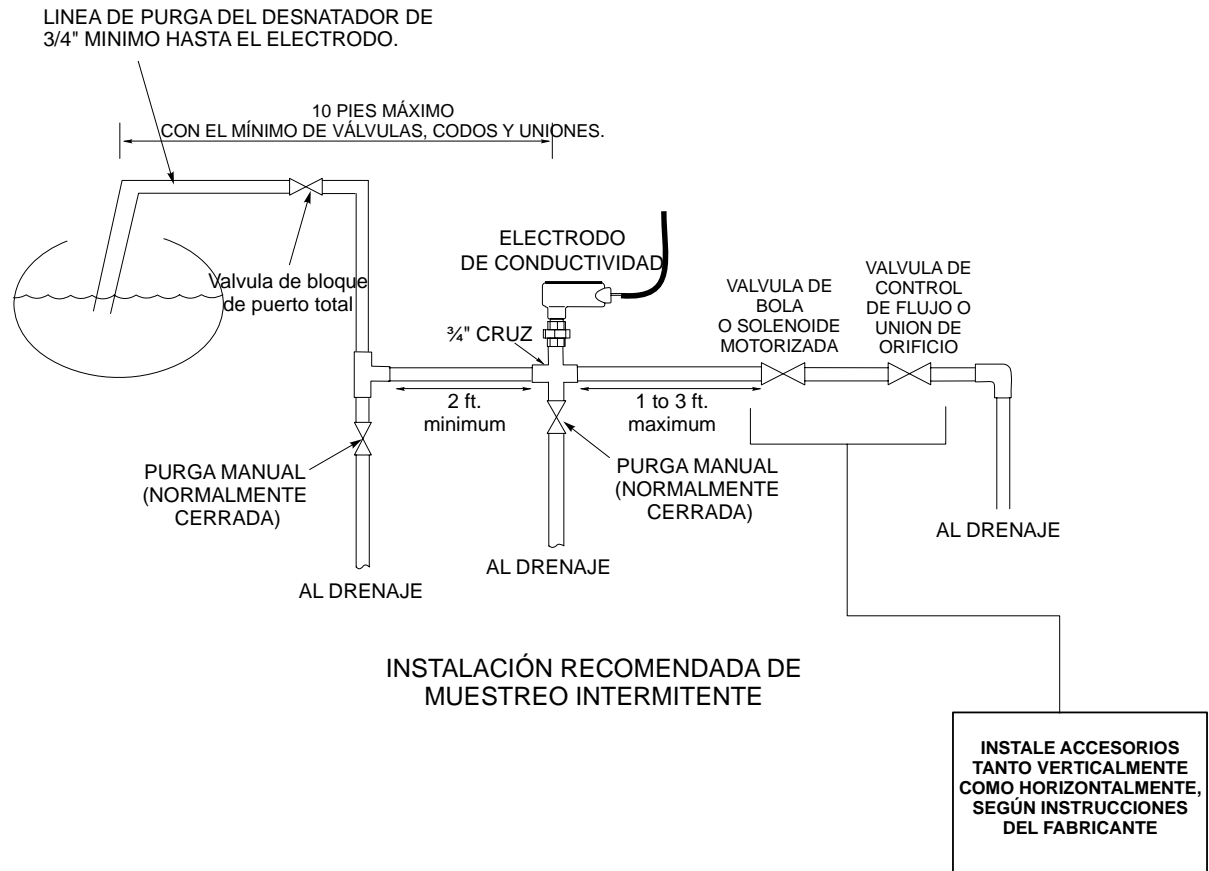 LINEA DE PURGA DEL DESNATADOR DE
3/4" MINIMO HASTA EL ELECTRODO.
10 PIES MÁXIMO
CON EL MÍNIMO DE VÁLVULAS, CODOS Y UNIONES.
Valvula de bloque
de puerto total
ELECTRODO
DE CONDUCTIVIDAD
¾" CRUZ
VALVULA DE
BOLA
O SOLENOIDE
MOTORIZADA
VALVULA DE
CONTROL
DE FLUJO O
UNION DE
ORIFICIO
2 ft.
minimum
1 to 3 ft.
maximum
PURGA MANUAL
(NORMALMENTE
CERRADA)
PURGA MANUAL
(NORMALMENTE
CERRADA)
AL DRENAJE
AL DRENAJE
AL DRENAJE
INSTALACIÓN RECOMENDADA DE
MUESTREO INTERMITENTE
INSTALE ACCESORIOS
TANTO VERTICALMENTE
COMO HORIZONTALMENTE,
SEGÚN INSTRUCCIONES
DEL FABRICANTE